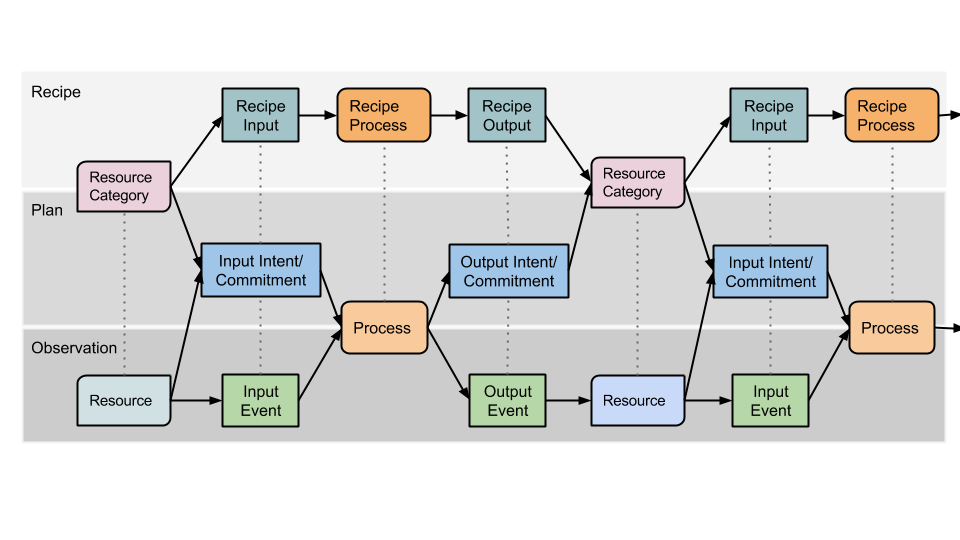 Recipe
Recipe
Input
Recipe
Process
Recipe
Output
Recipe
Input
Recipe
Process
Resource
Category
Resource
Category
Plan
Input Intent/
Commitment
Output Intent/
Commitment
Input Intent/
Commitment
Process
Process
Observation
Resource
Input
Event
Output
Event
Resource
Input
Event